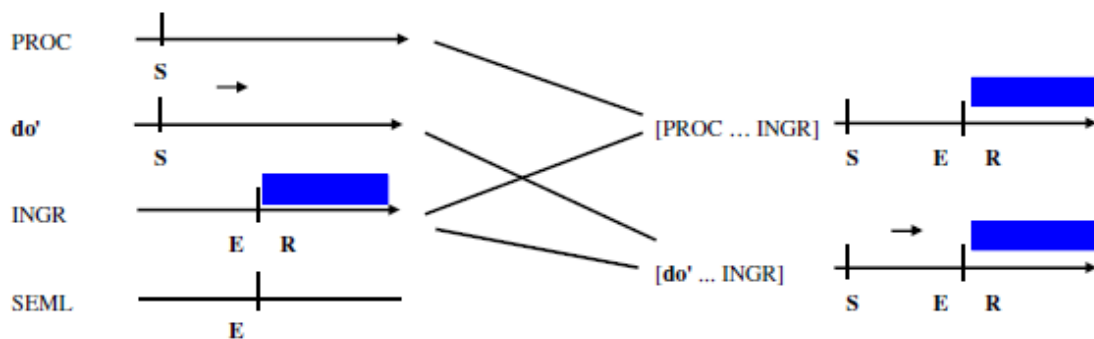 PROC
S
do'
S
[PROC ... INGR]
S E R
INGR
E R
[do' ... INGR]
S E R
SEML
E